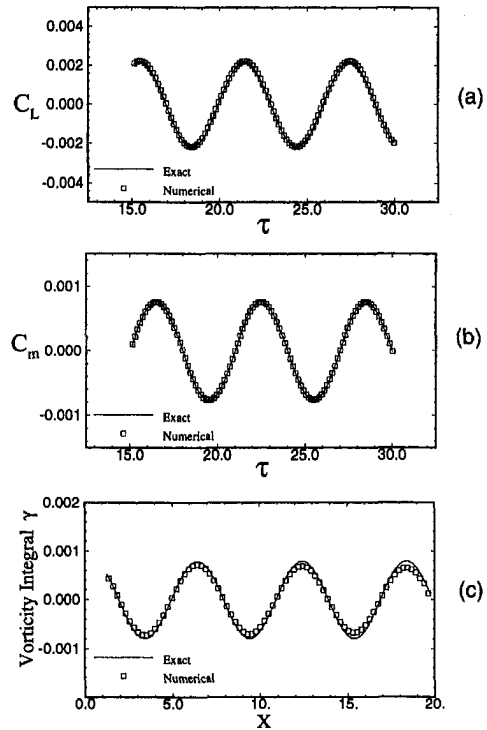 0.004
0.002
C_L
0.000
-0.002
-0.004
Exact
Numerical
15.0 20.0 25.0 30.0
τ
(a)
0.001
C_m
0.000
-0.001
Exact
Numerical
15.0 20.0 25.0 30.0
τ
(b)
0.002
0.001
Vorticity Integral γ
0.000
-0.001
Exact
Numerical
0.0 5.0 10. 15. 20.
X
(c)